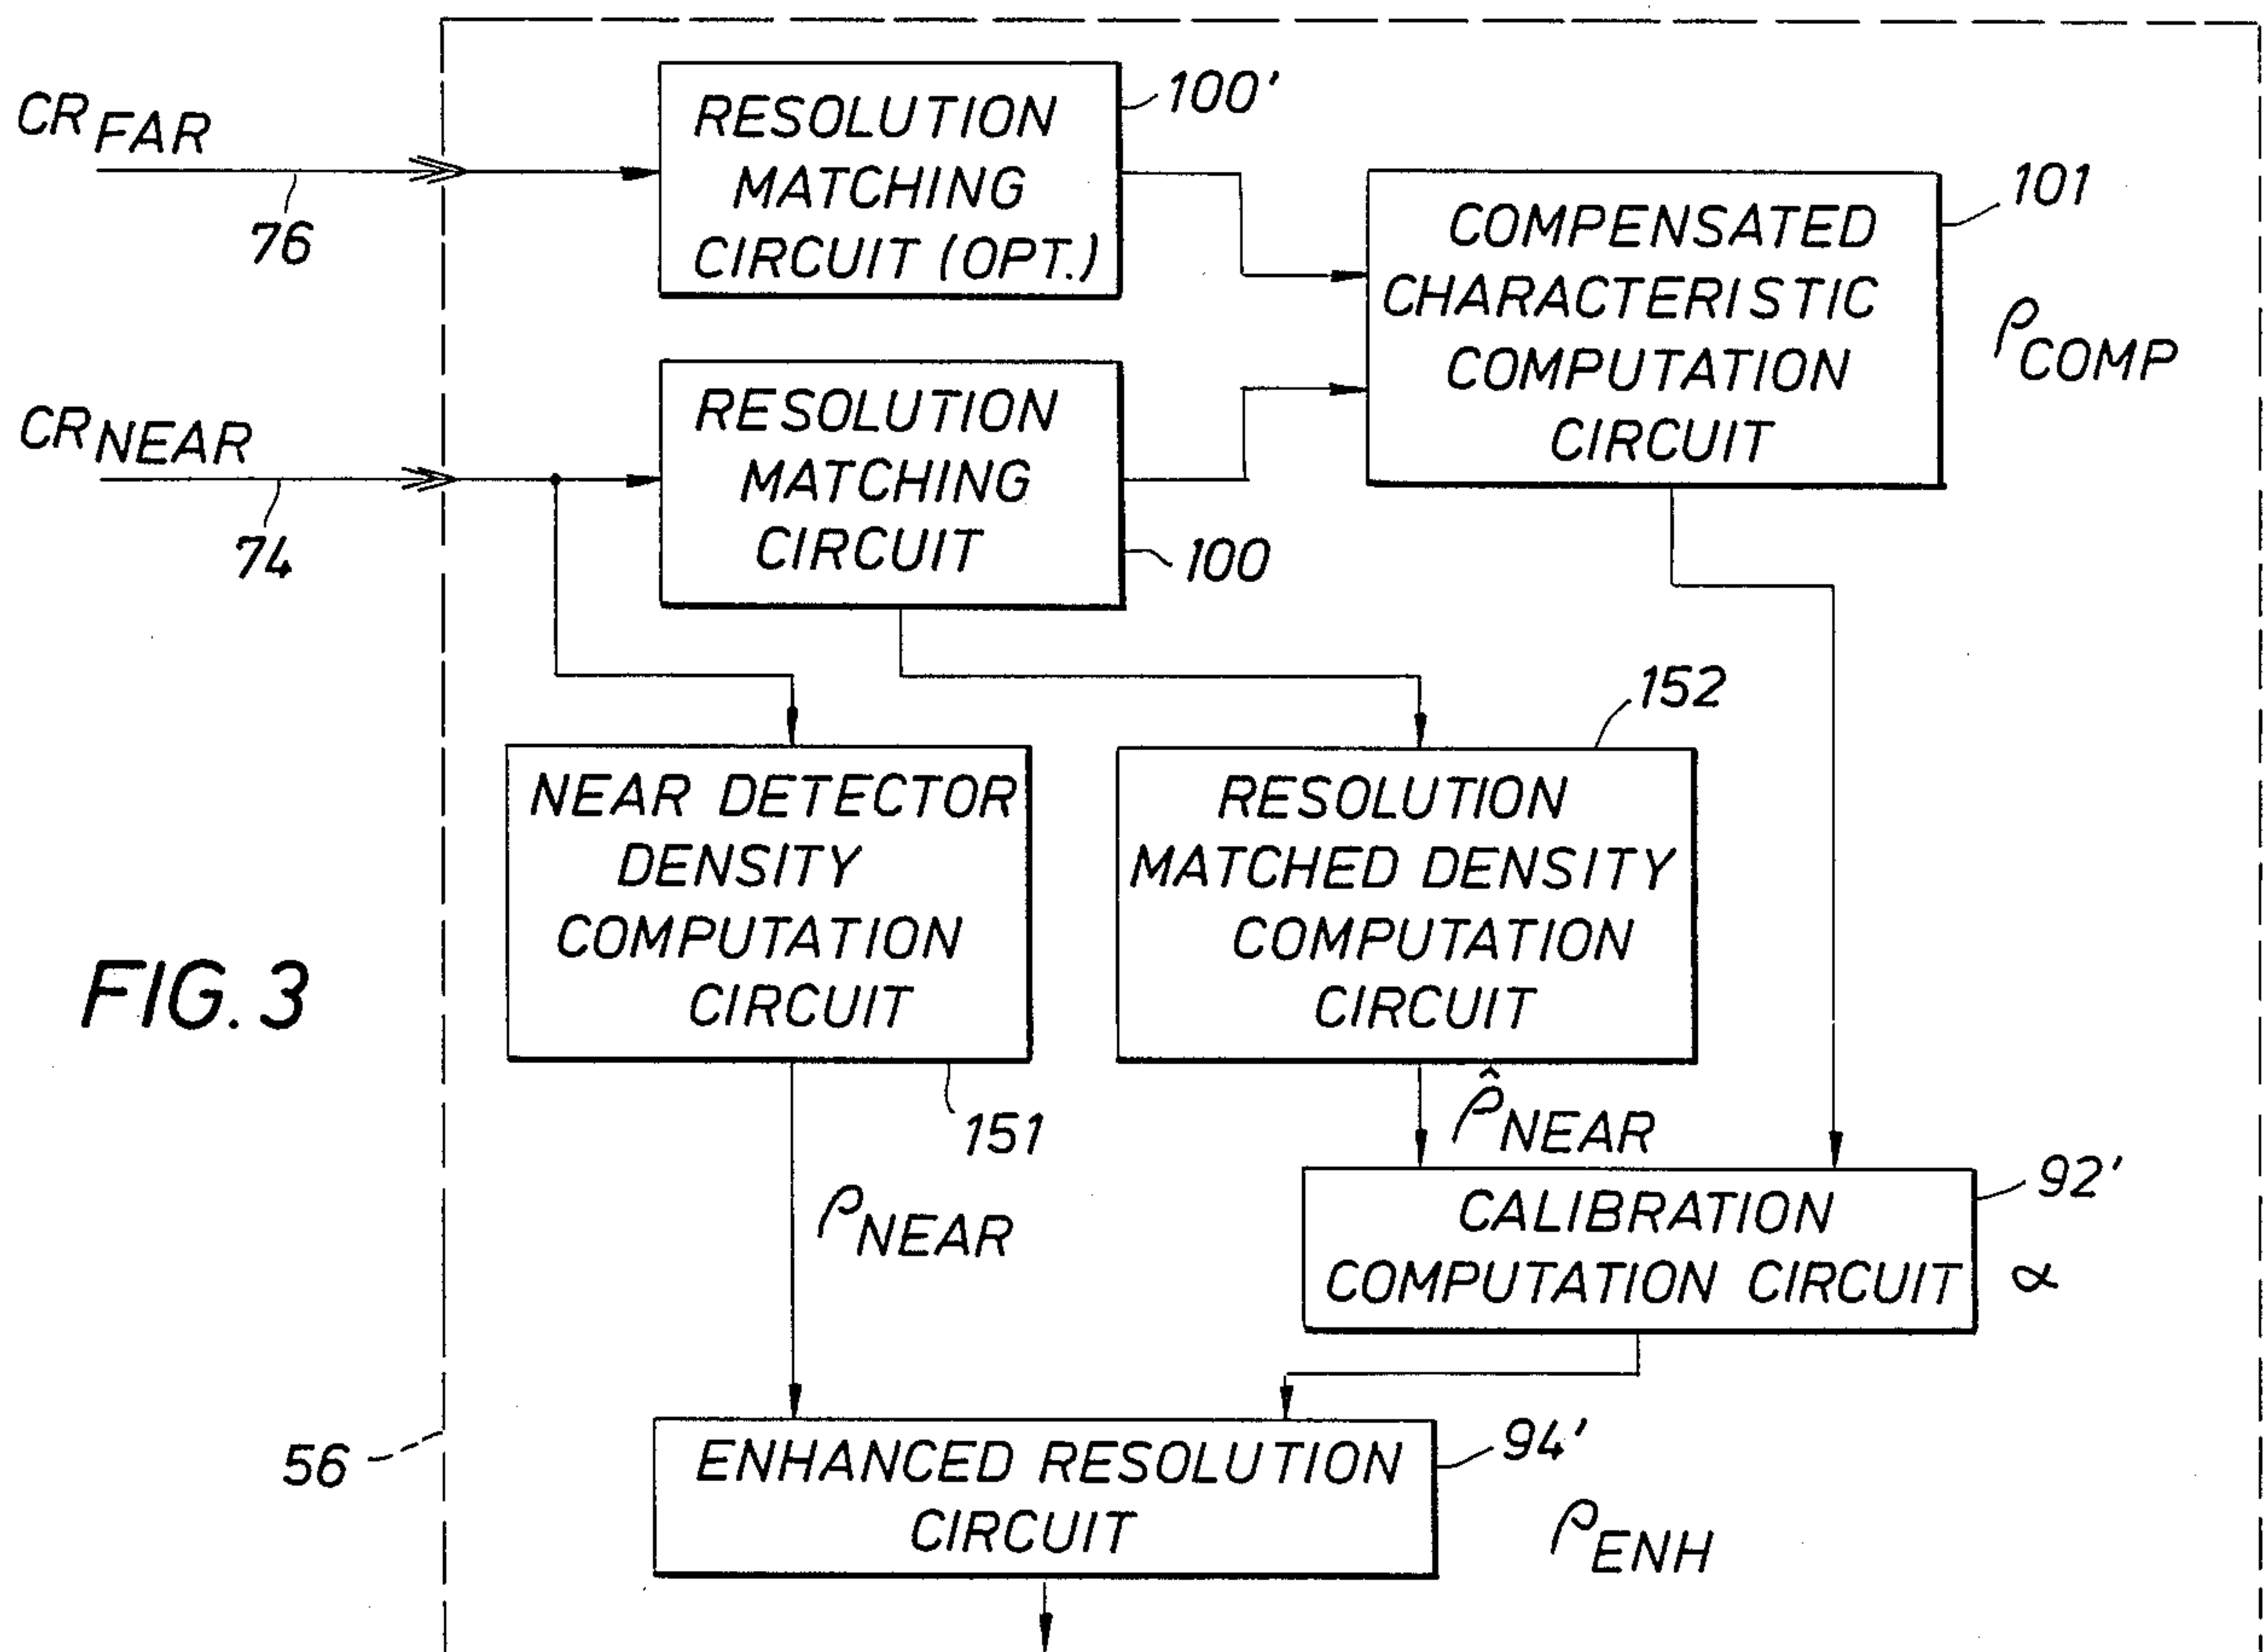 CR FAR
76
RESOLUTION
MATCHING
CIRCUIT (OPT.)
100'
COMPENSATED
CHARACTERISTIC
COMPUTATION
CIRCUIT
101
ρCOMP
CR NEAR
74
RESOLUTION
MATCHING
CIRCUIT
100
NEAR DETECTOR
DENSITY
COMPUTATION
CIRCUIT
151
RESOLUTION
MATCHED DENSITY
COMPUTATION
CIRCUIT
152
FIG. 3
ρNEAR
ρ̂NEAR
CALIBRATION
COMPUTATION CIRCUIT
92'
α
ENHANCED RESOLUTION
CIRCUIT
94'
ρENH
56